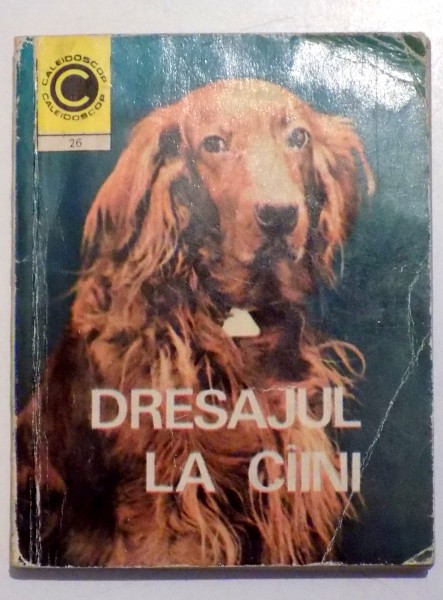 CALEIDOSCOP
C
CALEIDOSCOP
26
DRESAJUL
LA CÎINI